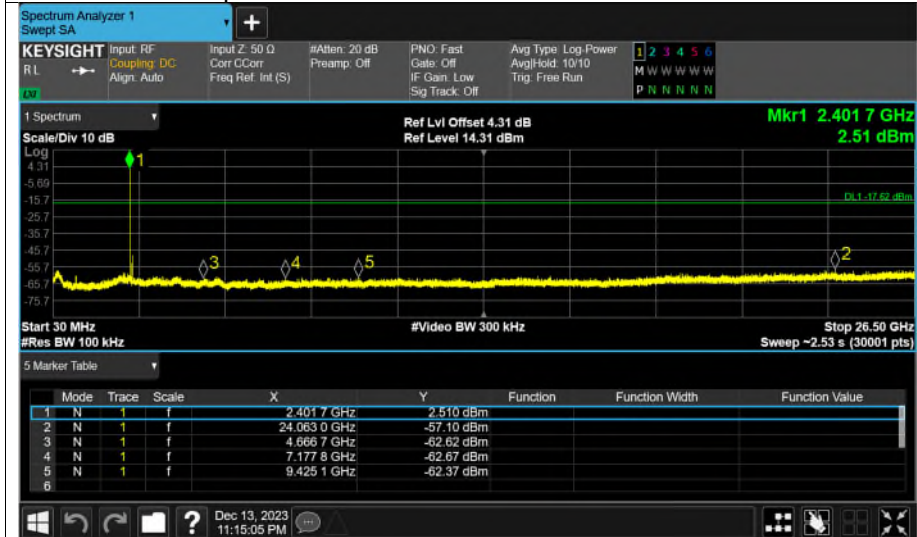 Spectrum Analyzer 1
Swept SA
+
KEYSIGHT Input: RF Input Z: 50 Ω #Atten: 20 dB PNO: Fast Avg Type: Log-Power 1 2 3 4 5 6
RL Coupling: DC Corr CCorr Preamp: Off Gate: Off Avg|Hold: 10/10 M W W W W W
Align: Auto Freq Ref: Int (S) IF Gain: Low Trig: Free Run
LXI Sig Track: Off P N N N N N
1 Spectrum Ref Lvl Offset 4.31 dB Mkr1 2.401 7 GHz
Scale/Div 10 dB Ref Level 14.31 dBm 2.51 dBm
Log
1
4.31
-5.69
-15.7 DL1 -17.62 dBm
-25.7
-35.7
-45.7
2
-55.7 3 4 5
-65.7
-75.7
Start 30 MHz #Video BW 300 kHz Stop 26.50 GHz
#Res BW 100 kHz Sweep ~2.53 s (30001 pts)
5 Marker Table
Mode Trace Scale X Y Function Function Width Function Value
1 N 1 f 2.401 7 GHz 2.510 dBm
2 N 1 f 24.063 0 GHz -57.10 dBm
3 N 1 f 4.666 7 GHz -62.62 dBm
4 N 1 f 7.177 8 GHz -62.67 dBm
5 N 1 f 9.425 1 GHz -62.37 dBm
6
? Dec 13, 2023
11:15:05 PM